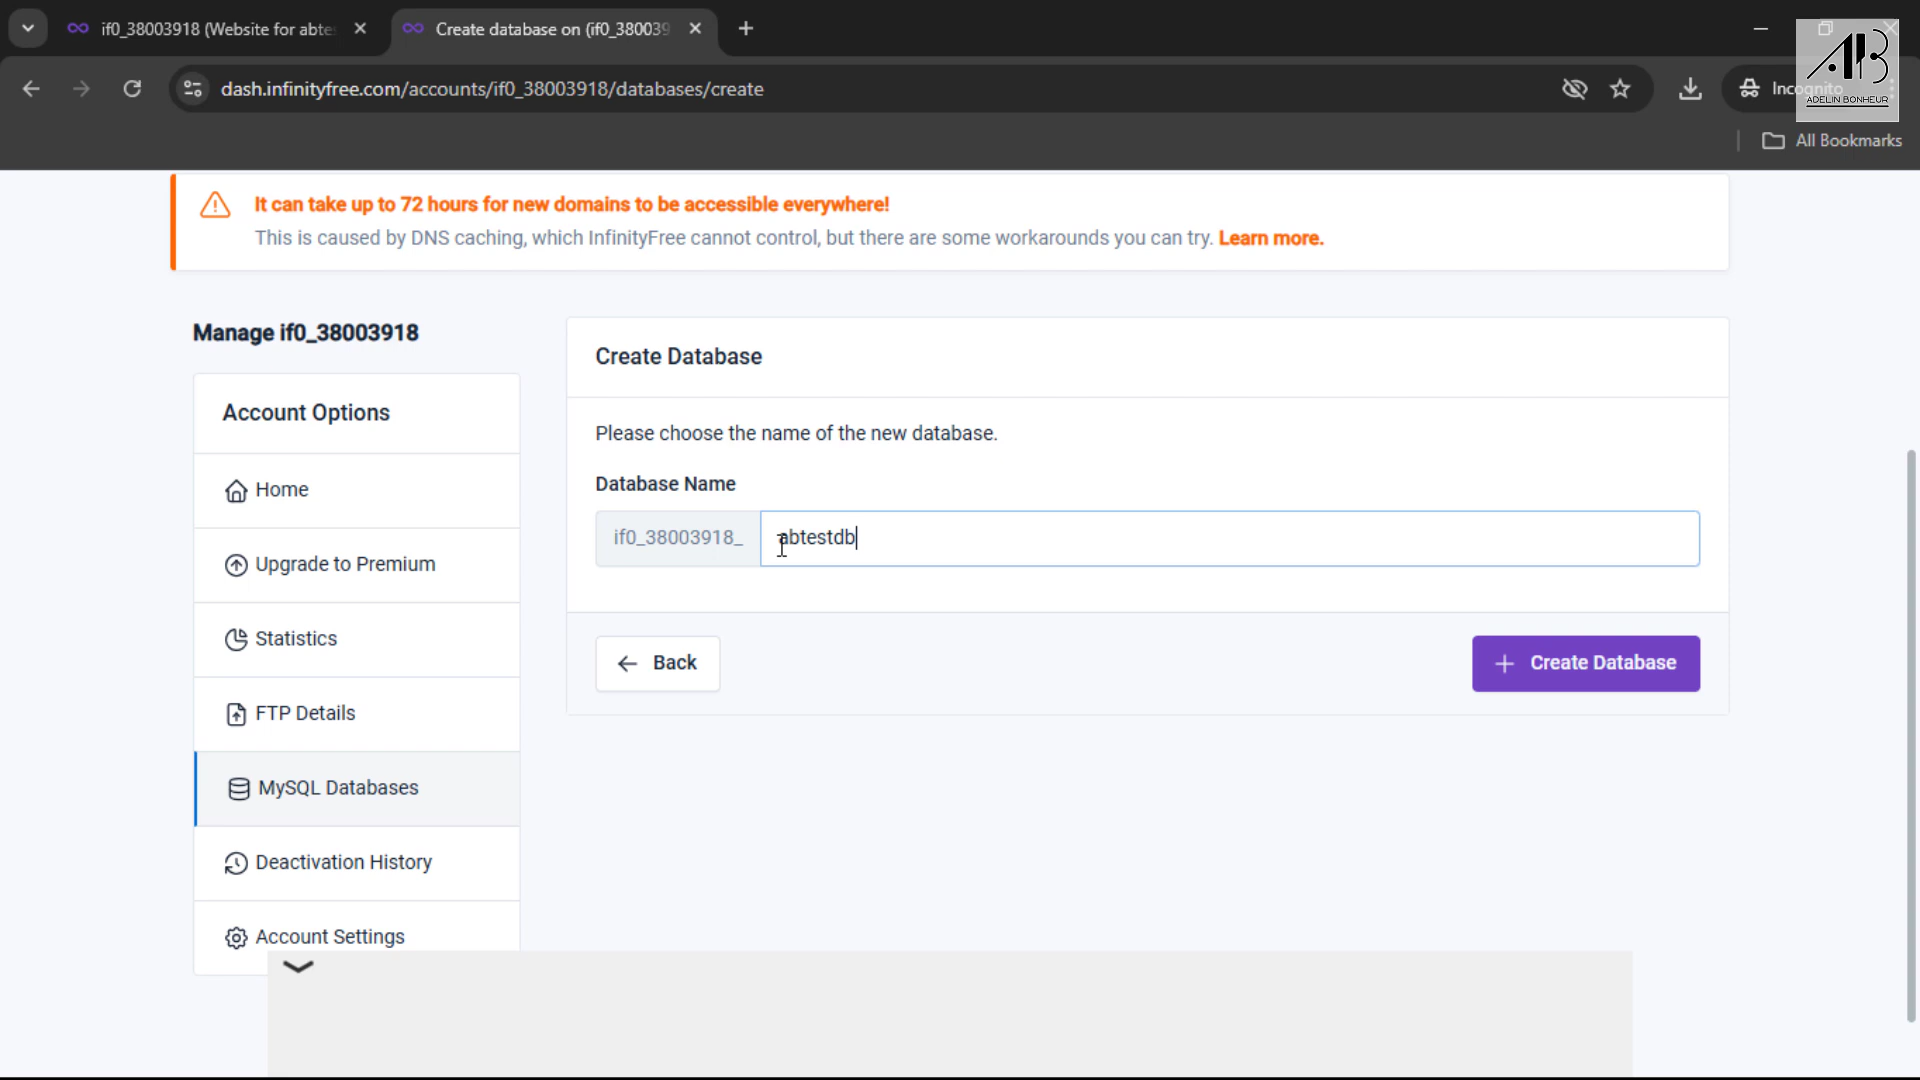 if0_38003918 (Website for abtes
Create database on (if0_380039
dash.infinityfree.com/accounts/if0_38003918/databases/create
Incognito
ADELIN BONHEUR
All Bookmarks
It can take up to 72 hours for new domains to be accessible everywhere!
This is caused by DNS caching, which InfinityFree cannot control, but there are some workarounds you can try. Learn more.
Manage if0_38003918
Account Options
Home
Upgrade to Premium
Statistics
FTP Details
MySQL Databases
Deactivation History
Account Settings
Create Database
Please choose the name of the new database.
Database Name
if0_38003918_ abtestdb
Back
Create Database